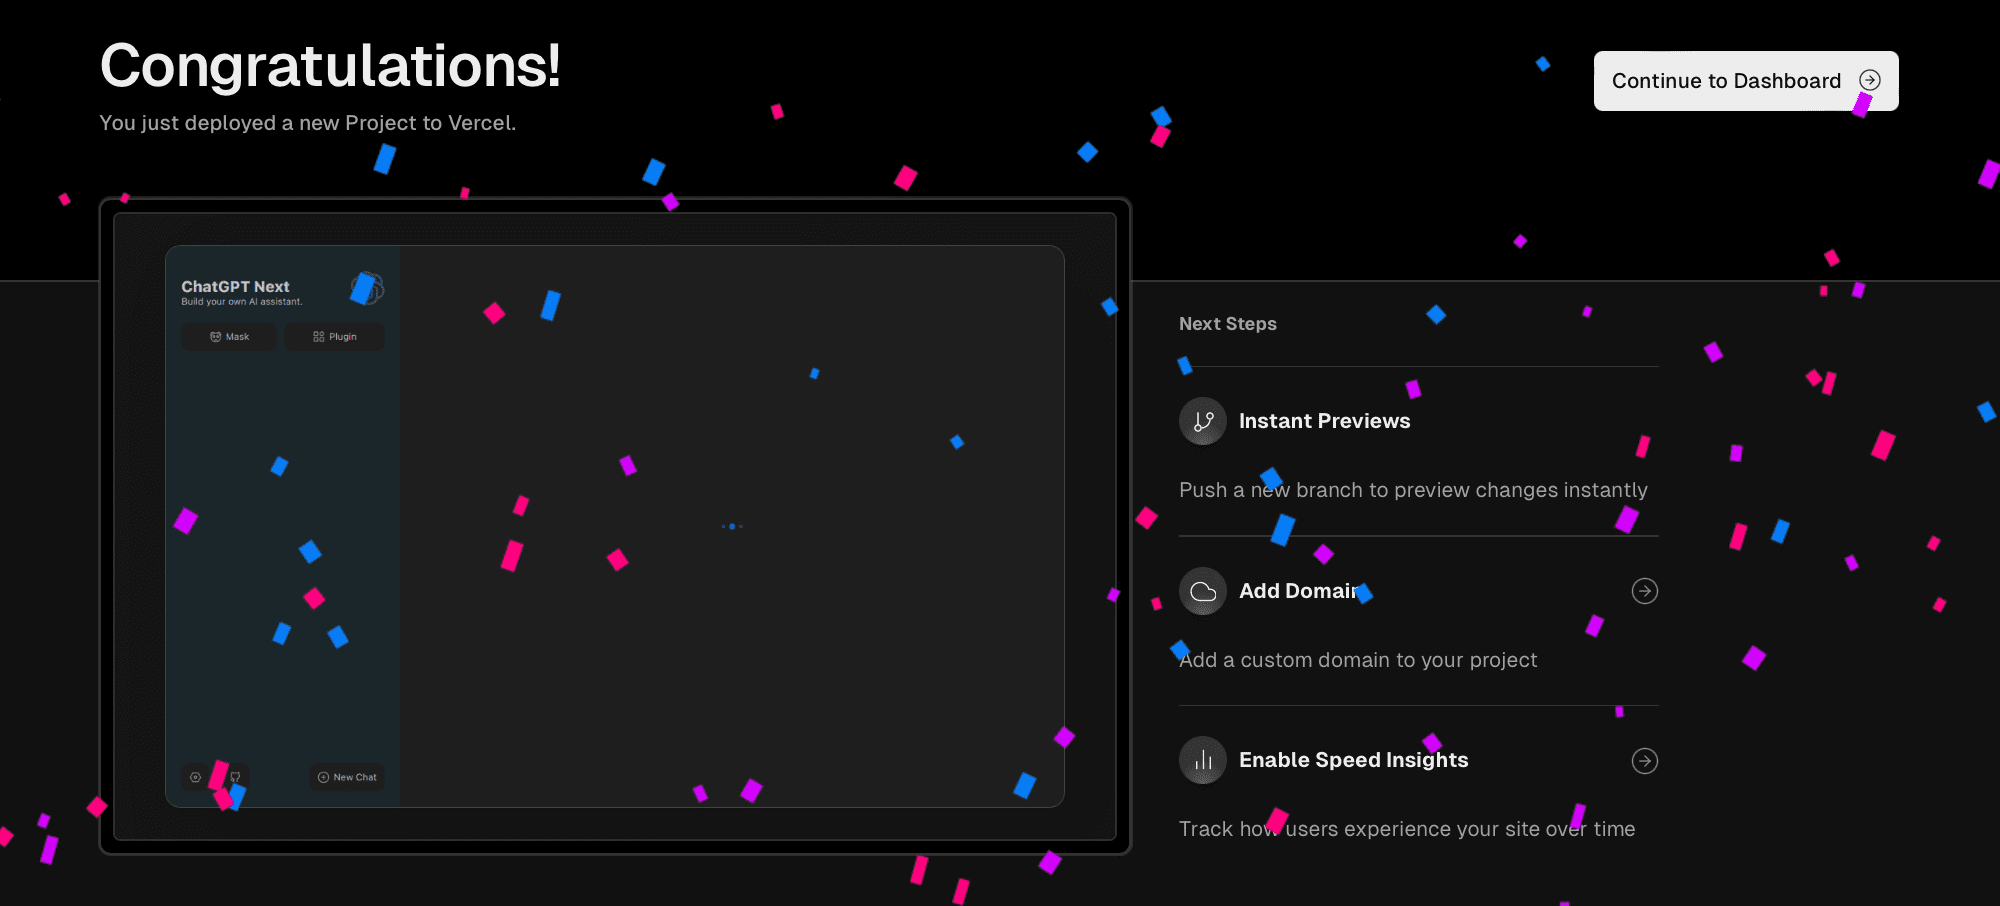 Congratulations!
You just deployed a new Project to Vercel.
Continue to Dashboard
ChatGPT Next
Build your own AI assistant.
Mask
Plugin
New Chat
Next Steps
Instant Previews
Push a new branch to preview changes instantly
Add Domain
Add a custom domain to your project
Enable Speed Insights
Track how users experience your site over time